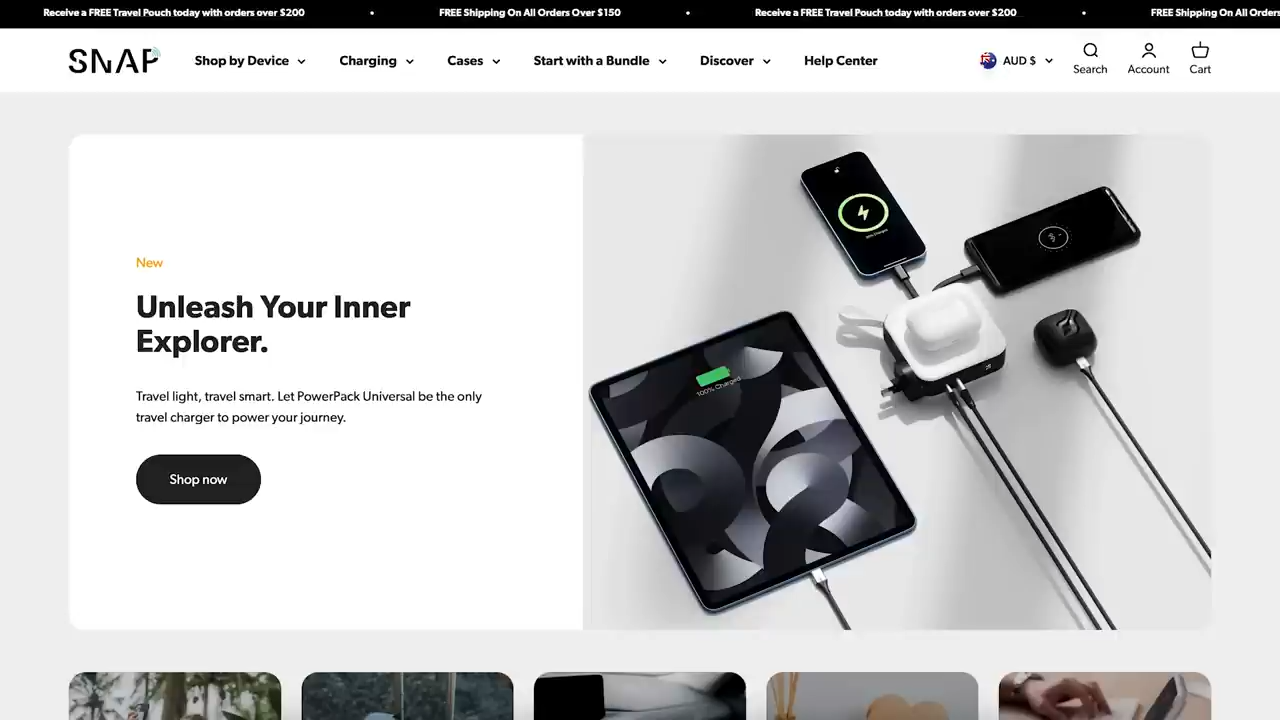 Receive a FREE Travel Pouch today with orders over $200 • FREE Shipping On All Orders Over $150 • Receive a FREE Travel Pouch today with orders over $200 • FREE Shipping On All Orders
SNAP
Shop by Device
Charging
Cases
Start with a Bundle
Discover
Help Center
AUD $
Search
Account
Cart
New
Unleash Your Inner
Explorer.
Travel light, travel smart. Let PowerPack Universal be the only
travel charger to power your journey.
Shop now
100% Charged